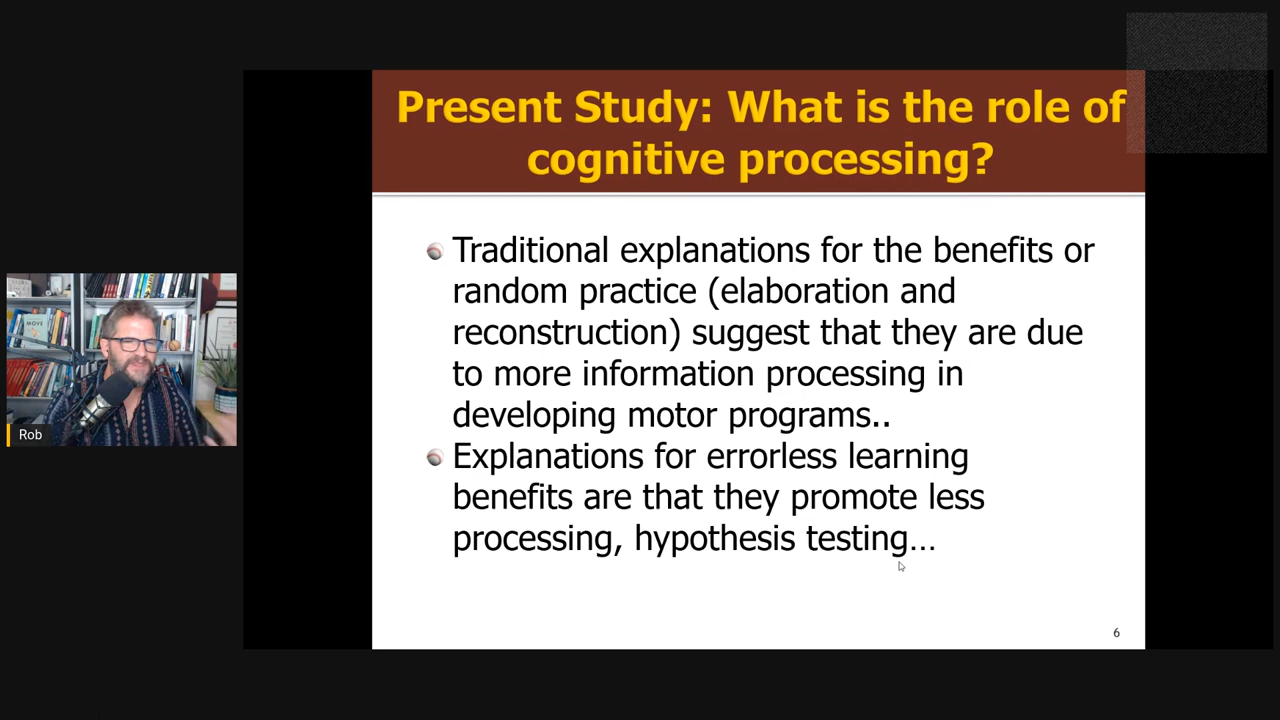 Present Study: What is the role of
cognitive processing?
Traditional explanations for the benefits or
random practice (elaboration and
reconstruction) suggest that they are due
to more information processing in
developing motor programs..
Explanations for errorless learning
benefits are that they promote less
processing, hypothesis testing…
6
MOVE
Rob